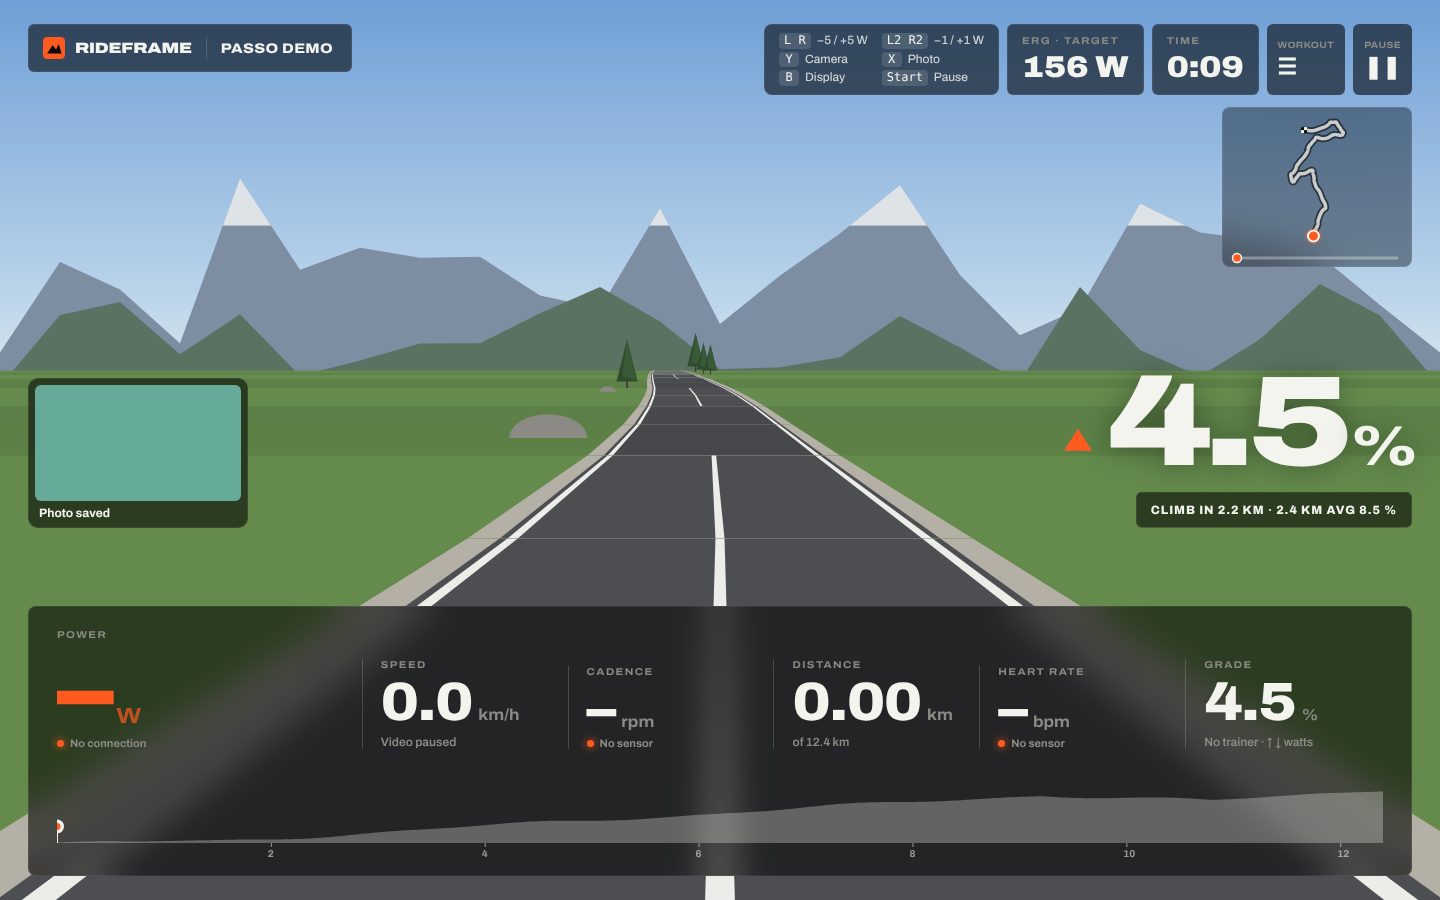 RIDEFRAME PASSO DEMO
L R −5 / +5 W L2 R2 −1 / +1 W
Y Camera X Photo
B Display Start Pause
ERG · TARGET
156 W
TIME
0:09
WORKOUT
PAUSE
4.5%
CLIMB IN 2.2 KM · 2.4 KM AVG 8.5 %
Photo saved
POWER
– W
No connection
SPEED
0.0 km/h
Video paused
CADENCE
– rpm
No sensor
DISTANCE
0.00 km
of 12.4 km
HEART RATE
– bpm
No sensor
GRADE
4.5 %
No trainer · ↑↓ watts
2 4 6 8 10 12